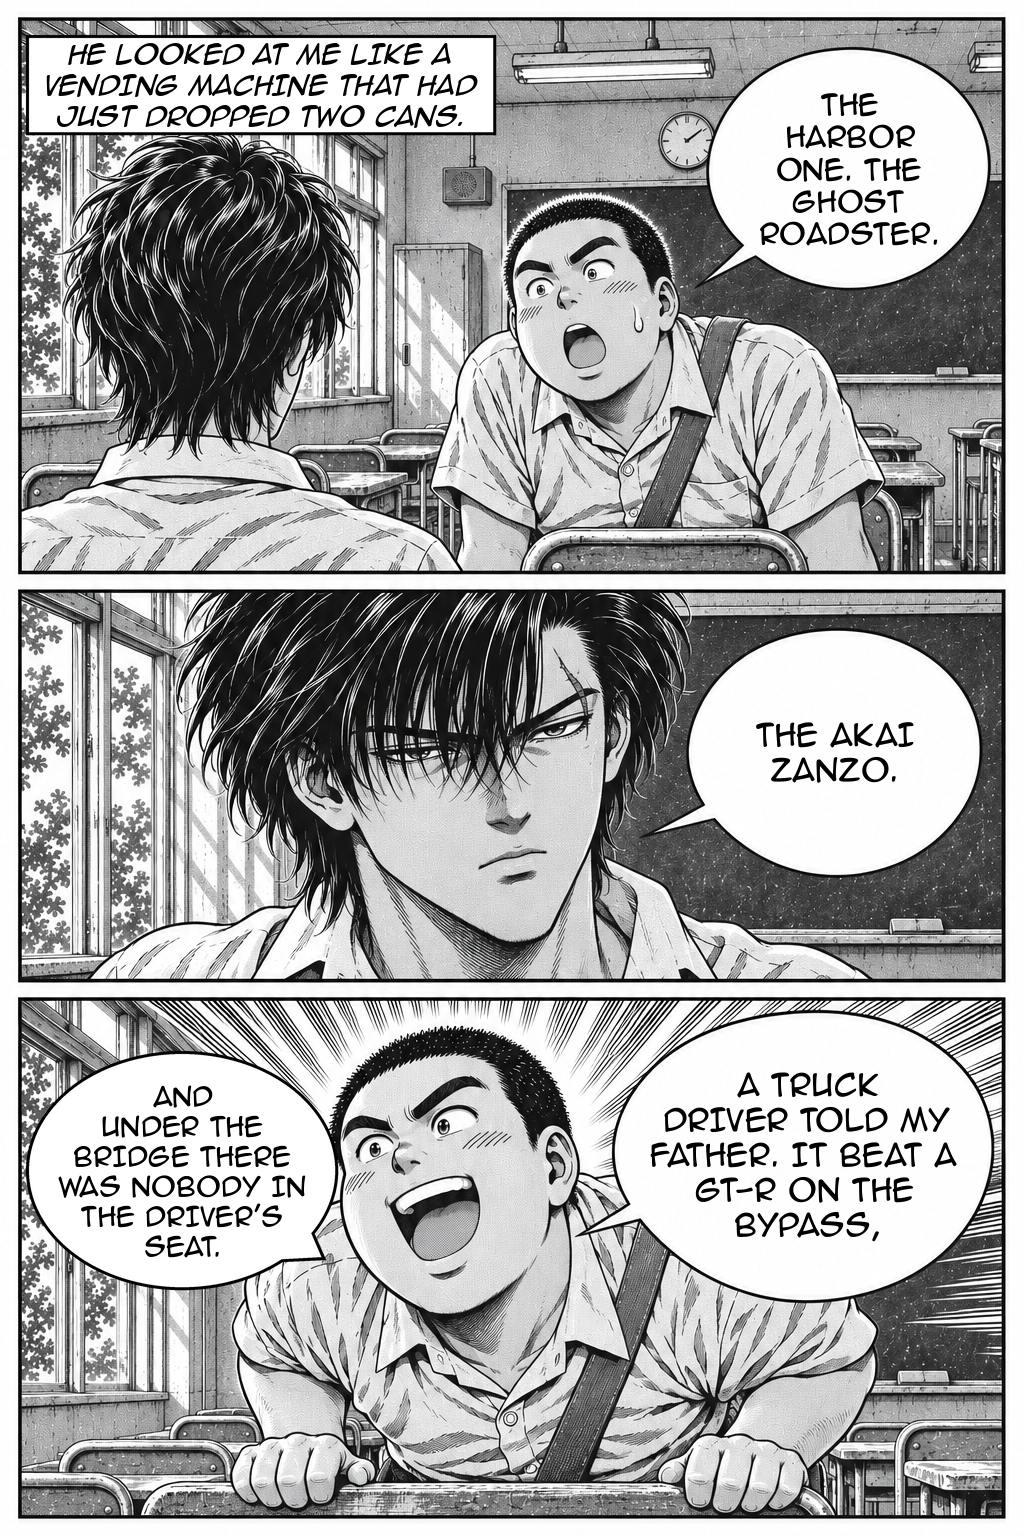 HE LOOKED AT ME LIKE A
VENDING MACHINE THAT HAD
JUST DROPPED TWO CANS.
THE
HARBOR
ONE. THE
GHOST
ROADSTER.
THE AKAI
ZANZO.
A TRUCK
DRIVER TOLD MY
FATHER. IT BEAT A
GT-R ON THE
BYPASS,
AND
UNDER THE
BRIDGE THERE
WAS NOBODY IN
THE DRIVER'S
SEAT.